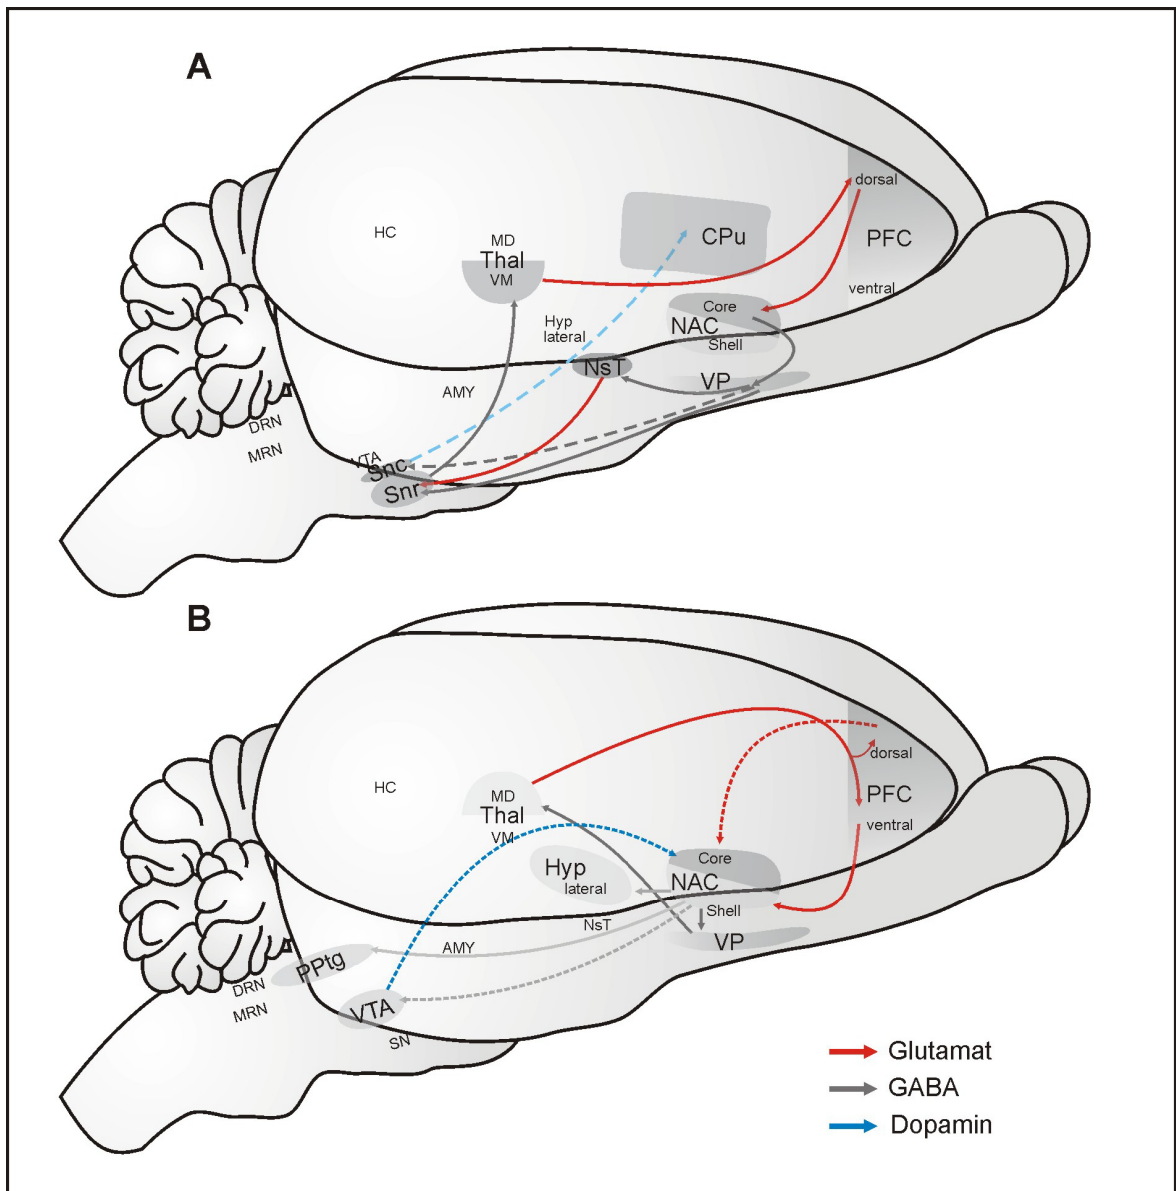 A
dorsal
HC
MD
Thal
VM
CPu
PFC
ventral
Core
NAC
Shell
Hyp
lateral
NsT
VP
AMY
DRN
MRN
VTA
Snc
Snr
B
dorsal
HC
MD
Thal
VM
PFC
ventral
Core
NAC
Shell
Hyp
lateral
NsT
VP
AMY
PPtg
DRN
MRN
VTA
SN
Glutamat
GABA
Dopamin